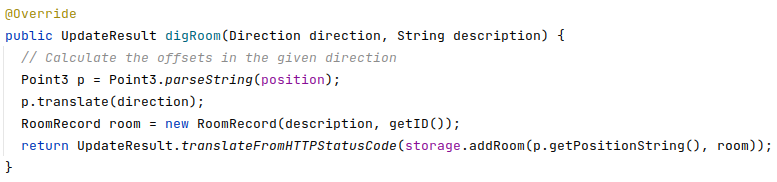 @Override
public UpdateResult digRoom(Direction direction, String description) {
// Calculate the offsets in the given direction
Point3 p = Point3.parseString(position);
p.translate(direction);
RoomRecord room = new RoomRecord(description, getID());
return UpdateResult.translateFromHTTPStatusCode(storage.addRoom(p.getPositionString(), room));
}